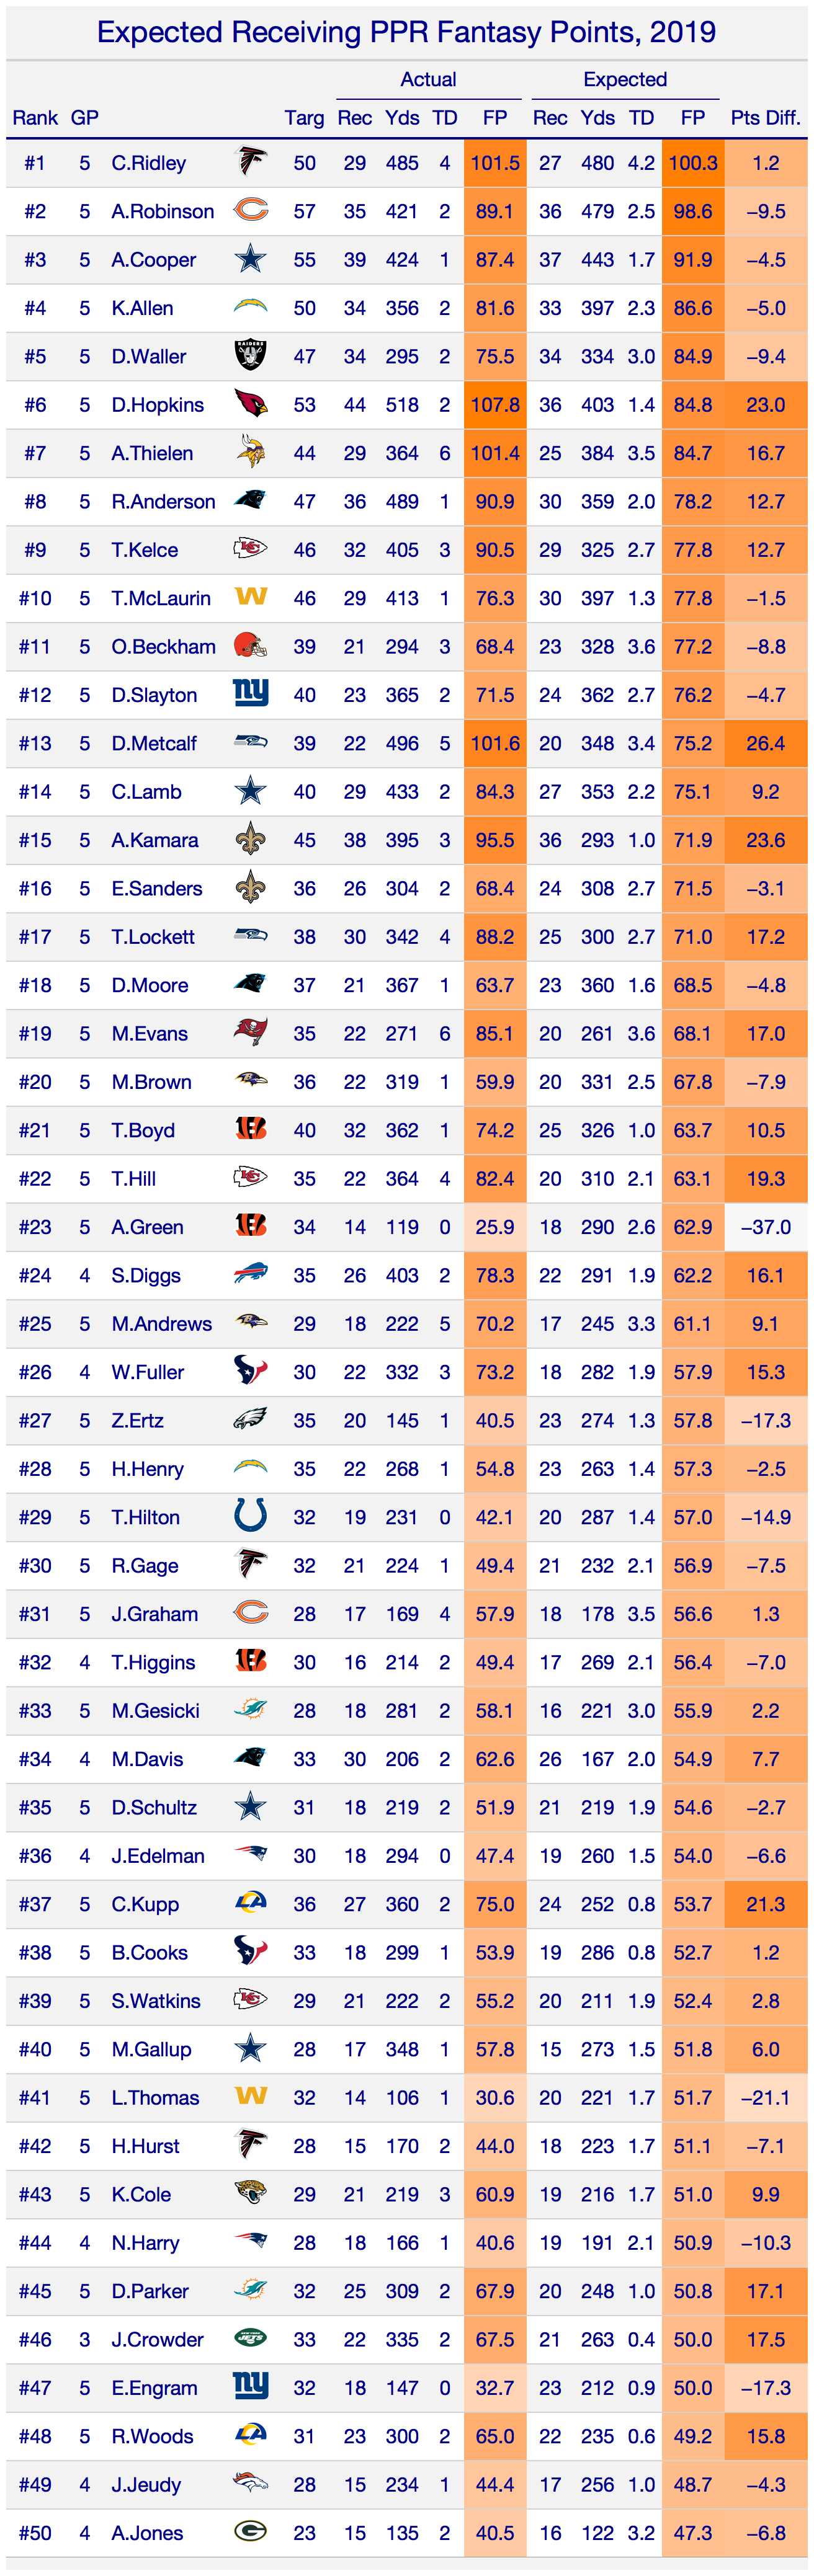 Expected Receiving PPR Fantasy Points, 2019
Actual Expected
Rank GP Targ Rec Yds TD FP Rec Yds TD FP Pts Diff.
#1 5 C.Ridley 50 29 485 4 101.5 27 480 4.2 100.3 1.2
#2 5 A.Robinson 57 35 421 2 89.1 36 479 2.5 98.6 −9.5
#3 5 A.Cooper 55 39 424 1 87.4 37 443 1.7 91.9 −4.5
#4 5 K.Allen 50 34 356 2 81.6 33 397 2.3 86.6 −5.0
RAIDERS
#5 5 D.Waller 47 34 295 2 75.5 34 334 3.0 84.9 −9.4
#6 5 D.Hopkins 53 44 518 2 107.8 36 403 1.4 84.8 23.0
#7 5 A.Thielen 44 29 364 6 101.4 25 384 3.5 84.7 16.7
#8 5 R.Anderson 47 36 489 1 90.9 30 359 2.0 78.2 12.7
#9 5 T.Kelce KC 46 32 405 3 90.5 29 325 2.7 77.8 12.7
#10 5 T.McLaurin W 46 29 413 1 76.3 30 397 1.3 77.8 −1.5
#11 5 O.Beckham 39 21 294 3 68.4 23 328 3.6 77.2 −8.8
#12 5 D.Slayton ny 40 23 365 2 71.5 24 362 2.7 76.2 −4.7
#13 5 D.Metcalf 39 22 496 5 101.6 20 348 3.4 75.2 26.4
#14 5 C.Lamb 40 29 433 2 84.3 27 353 2.2 75.1 9.2
#15 5 A.Kamara 45 38 395 3 95.5 36 293 1.0 71.9 23.6
#16 5 E.Sanders 36 26 304 2 68.4 24 308 2.7 71.5 −3.1
#17 5 T.Lockett 38 30 342 4 88.2 25 300 2.7 71.0 17.2
#18 5 D.Moore 37 21 367 1 63.7 23 360 1.6 68.5 −4.8
#19 5 M.Evans 35 22 271 6 85.1 20 261 3.6 68.1 17.0
#20 5 M.Brown 36 22 319 1 59.9 20 331 2.5 67.8 −7.9
#21 5 T.Boyd B 40 32 362 1 74.2 25 326 1.0 63.7 10.5
#22 5 T.Hill KC 35 22 364 4 82.4 20 310 2.1 63.1 19.3
#23 5 A.Green B 34 14 119 0 25.9 18 290 2.6 62.9 −37.0
#24 4 S.Diggs 35 26 403 2 78.3 22 291 1.9 62.2 16.1
#25 5 M.Andrews 29 18 222 5 70.2 17 245 3.3 61.1 9.1
#26 4 W.Fuller 30 22 332 3 73.2 18 282 1.9 57.9 15.3
#27 5 Z.Ertz 35 20 145 1 40.5 23 274 1.3 57.8 −17.3
#28 5 H.Henry 35 22 268 1 54.8 23 263 1.4 57.3 −2.5
#29 5 T.Hilton 32 19 231 0 42.1 20 287 1.4 57.0 −14.9
#30 5 R.Gage 32 21 224 1 49.4 21 232 2.1 56.9 −7.5
#31 5 J.Graham 28 17 169 4 57.9 18 178 3.5 56.6 1.3
#32 4 T.Higgins B 30 16 214 2 49.4 17 269 2.1 56.4 −7.0
#33 5 M.Gesicki 28 18 281 2 58.1 16 221 3.0 55.9 2.2
#34 4 M.Davis 33 30 206 2 62.6 26 167 2.0 54.9 7.7
#35 5 D.Schultz 31 18 219 2 51.9 21 219 1.9 54.6 −2.7
#36 4 J.Edelman 30 18 294 0 47.4 19 260 1.5 54.0 −6.6
#37 5 C.Kupp LA 36 27 360 2 75.0 24 252 0.8 53.7 21.3
#38 5 B.Cooks 33 18 299 1 53.9 19 286 0.8 52.7 1.2
#39 5 S.Watkins KC 29 21 222 2 55.2 20 211 1.9 52.4 2.8
#40 5 M.Gallup 28 17 348 1 57.8 15 273 1.5 51.8 6.0
#41 5 L.Thomas W 32 14 106 1 30.6 20 221 1.7 51.7 −21.1
#42 5 H.Hurst 28 15 170 2 44.0 18 223 1.7 51.1 −7.1
#43 5 K.Cole 29 21 219 3 60.9 19 216 1.7 51.0 9.9
#44 4 N.Harry 28 18 166 1 40.6 19 191 2.1 50.9 −10.3
#45 5 D.Parker 32 25 309 2 67.9 20 248 1.0 50.8 17.1
#46 3 J.Crowder JETS 33 22 335 2 67.5 21 263 0.4 50.0 17.5
#47 5 E.Engram ny 32 18 147 0 32.7 23 212 0.9 50.0 −17.3
#48 5 R.Woods LA 31 23 300 2 65.0 22 235 0.6 49.2 15.8
#49 4 J.Jeudy 28 15 234 1 44.4 17 256 1.0 48.7 −4.3
#50 4 A.Jones G 23 15 135 2 40.5 16 122 3.2 47.3 −6.8